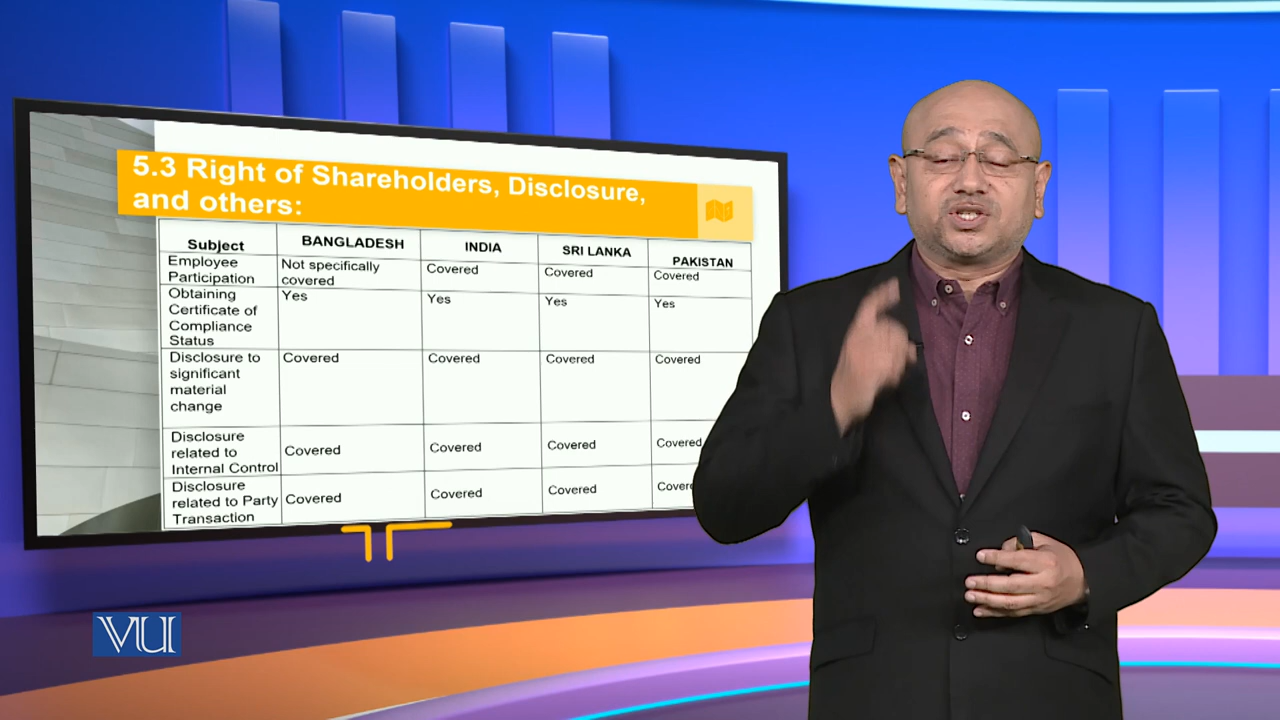 5.3 Right of Shareholders, Disclosure,
and others:
Subject BANGLADESH INDIA SRI LANKA PAKISTAN
Employee
Participation
Not specifically
covered
Covered Covered Covered
Obtaining
Certificate of
Compliance
Status
Yes Yes Yes Yes
Disclosure to
significant
material
change
Covered Covered Covered Covered
Disclosure
related to
Internal Control
Covered Covered Covered Covered
Disclosure
related to Party
Transaction
Covered Covered Covered
VU